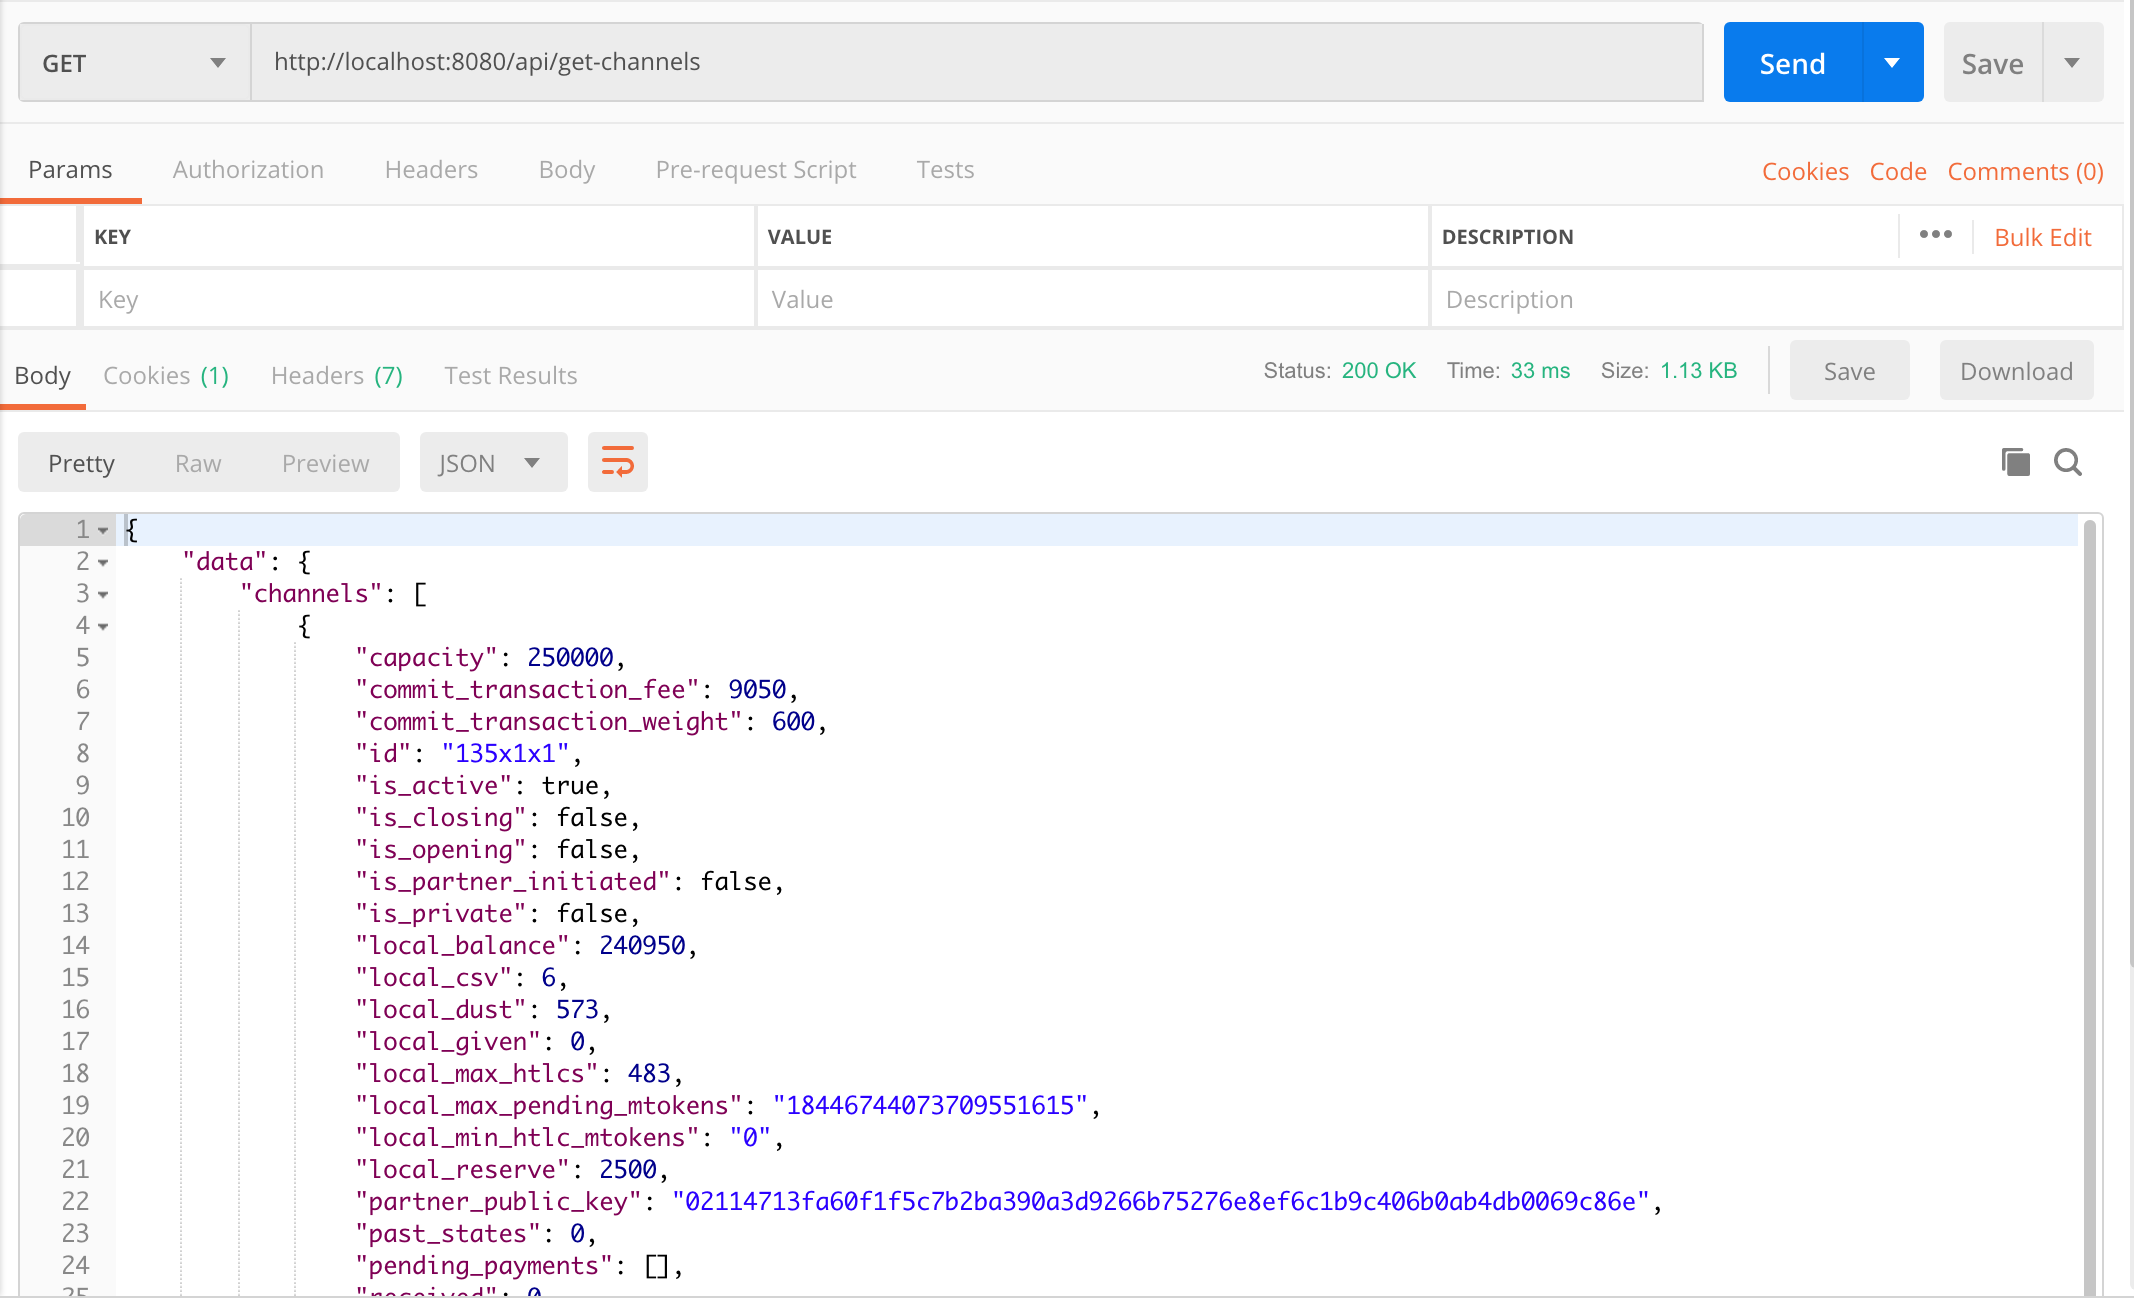 GET http://localhost:8080/api/get-channels Send Save
Params Authorization Headers Body Pre-request Script Tests Cookies Code Comments (0)
KEY VALUE DESCRIPTION ••• Bulk Edit
Key Value Description
Body Cookies (1) Headers (7) Test Results Status: 200 OK Time: 33 ms Size: 1.13 KB Save Download
Pretty Raw Preview JSON
1 {
2 "data": {
3 "channels": [
4 {
5 "capacity": 250000,
6 "commit_transaction_fee": 9050,
7 "commit_transaction_weight": 600,
8 "id": "135x1x1",
9 "is_active": true,
10 "is_closing": false,
11 "is_opening": false,
12 "is_partner_initiated": false,
13 "is_private": false,
14 "local_balance": 240950,
15 "local_csv": 6,
16 "local_dust": 573,
17 "local_given": 0,
18 "local_max_htlcs": 483,
19 "local_max_pending_mtokens": "18446744073709551615",
20 "local_min_htlc_mtokens": "0",
21 "local_reserve": 2500,
22 "partner_public_key": "02114713fa60f1f5c7b2ba390a3d9266b75276e8ef6c1b9c406b0ab4db0069c86e",
23 "past_states": 0,
24 "pending_payments": [],
25 "received": 0